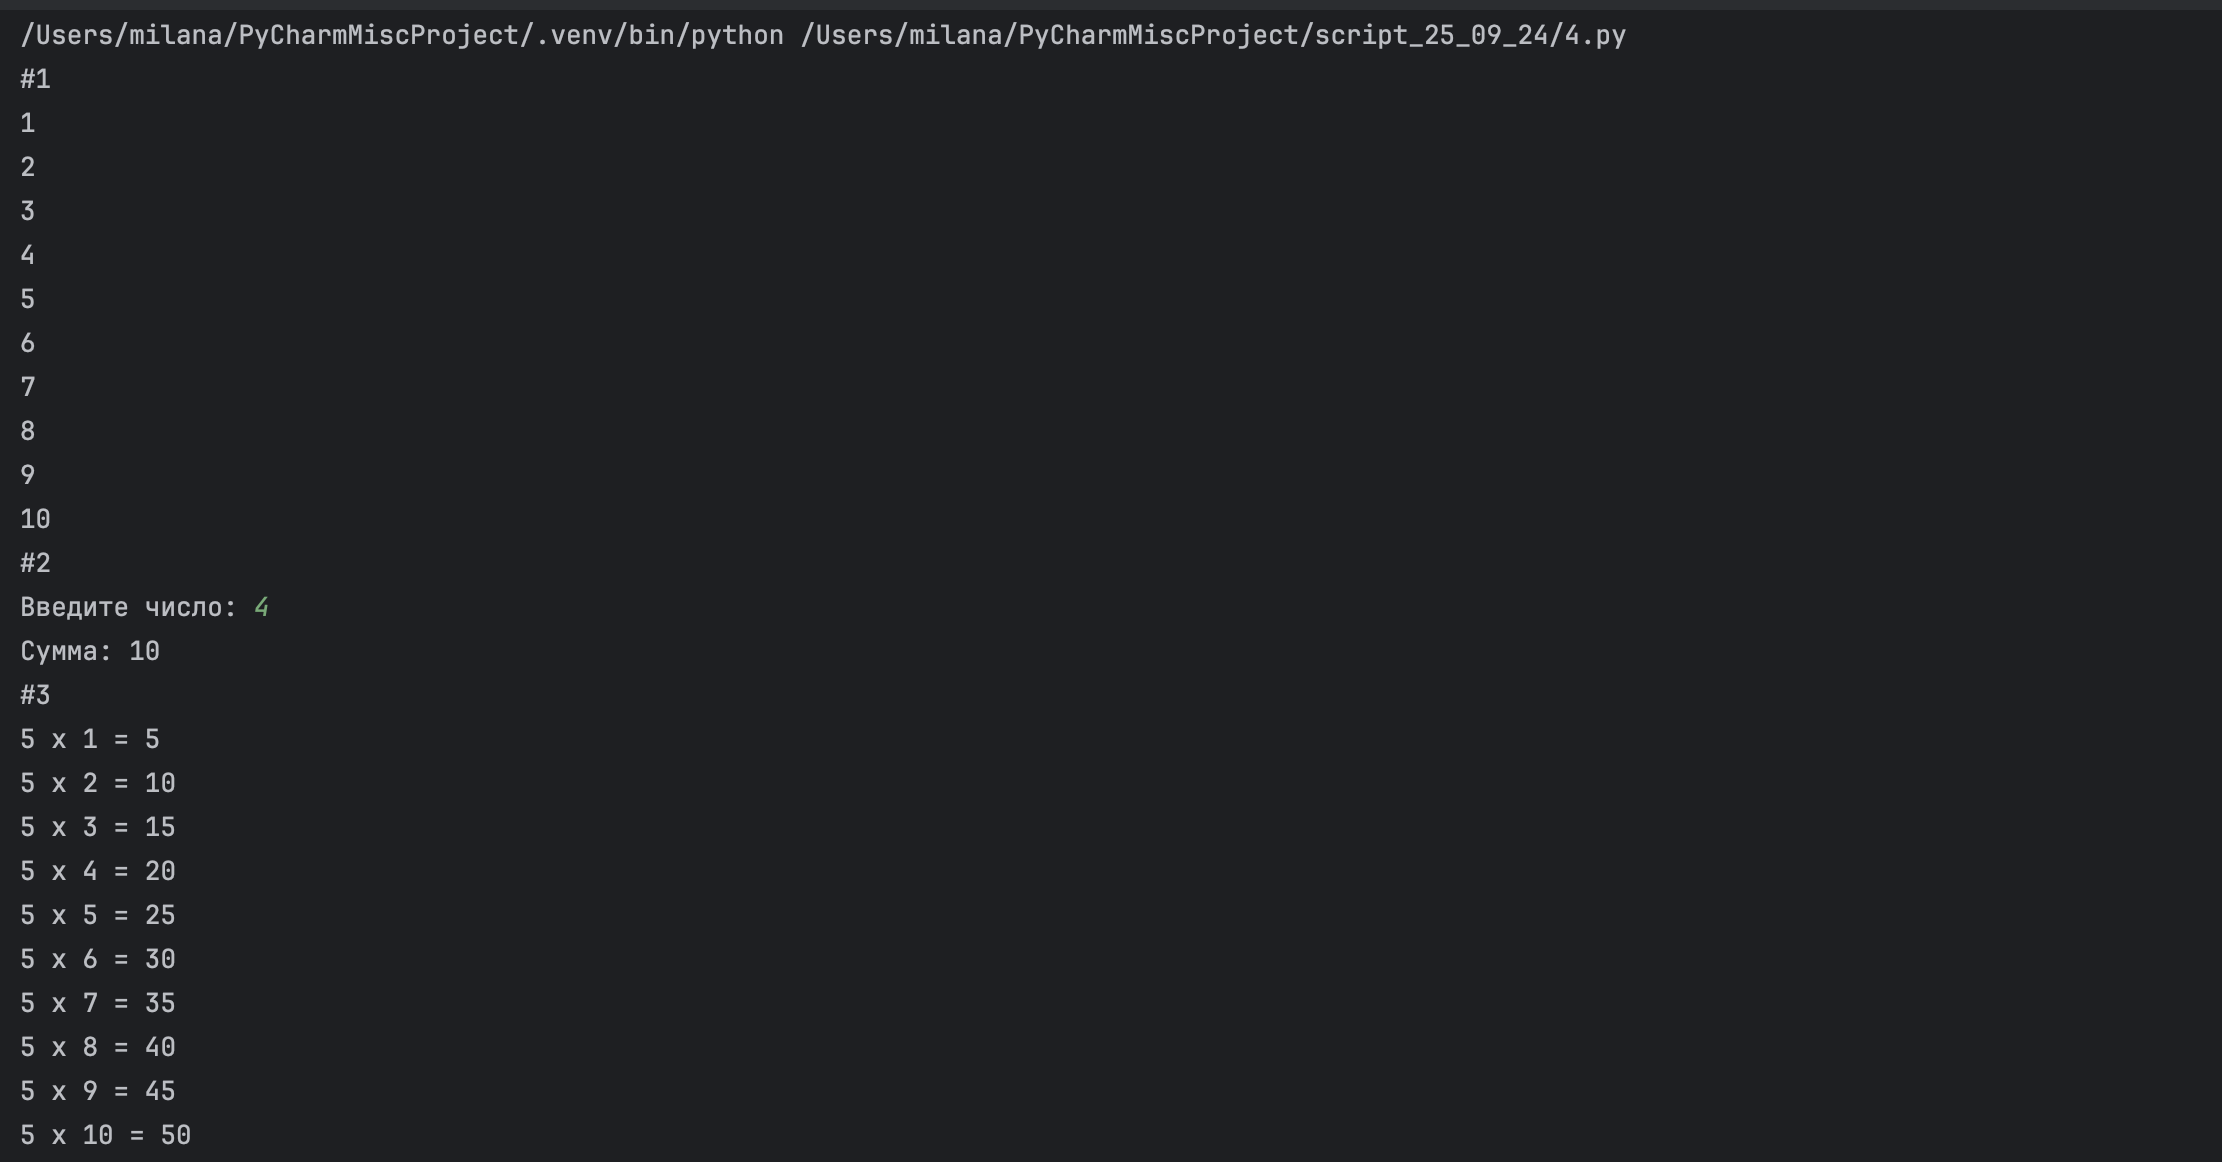 /Users/milana/PyCharmMiscProject/.venv/bin/python /Users/milana/PyCharmMiscProject/script_25_09_24/4.py
#1
1
2
3
4
5
6
7
8
9
10
#2
Введите число: 4
Сумма: 10
#3
5 x 1 = 5
5 x 2 = 10
5 x 3 = 15
5 x 4 = 20
5 x 5 = 25
5 x 6 = 30
5 x 7 = 35
5 x 8 = 40
5 x 9 = 45
5 x 10 = 50